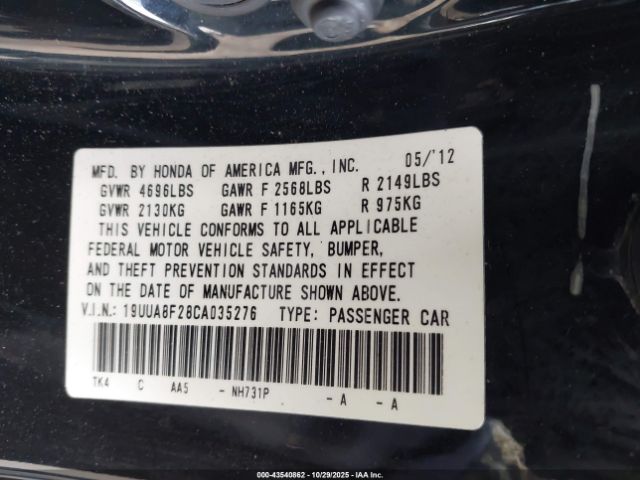 MFD. BY HONDA OF AMERICA MFG., INC. 05/'12
GVWR 4696LBS GAWR F 2568LBS R 2149LBS
GVWR 2130KG GAWR F 1165KG R 975KG
THIS VEHICLE CONFORMS TO ALL APPLICABLE
FEDERAL MOTOR VEHICLE SAFETY, BUMPER,
AND THEFT PREVENTION STANDARDS IN EFFECT
ON THE DATE OF MANUFACTURE SHOWN ABOVE.
V.I.N.: 19UUA8F28CA035276 TYPE: PASSENGER CAR
TK4 C AA5 - NH731P - A - A
000-43540862 - 10/29/2025 - IAA Inc.